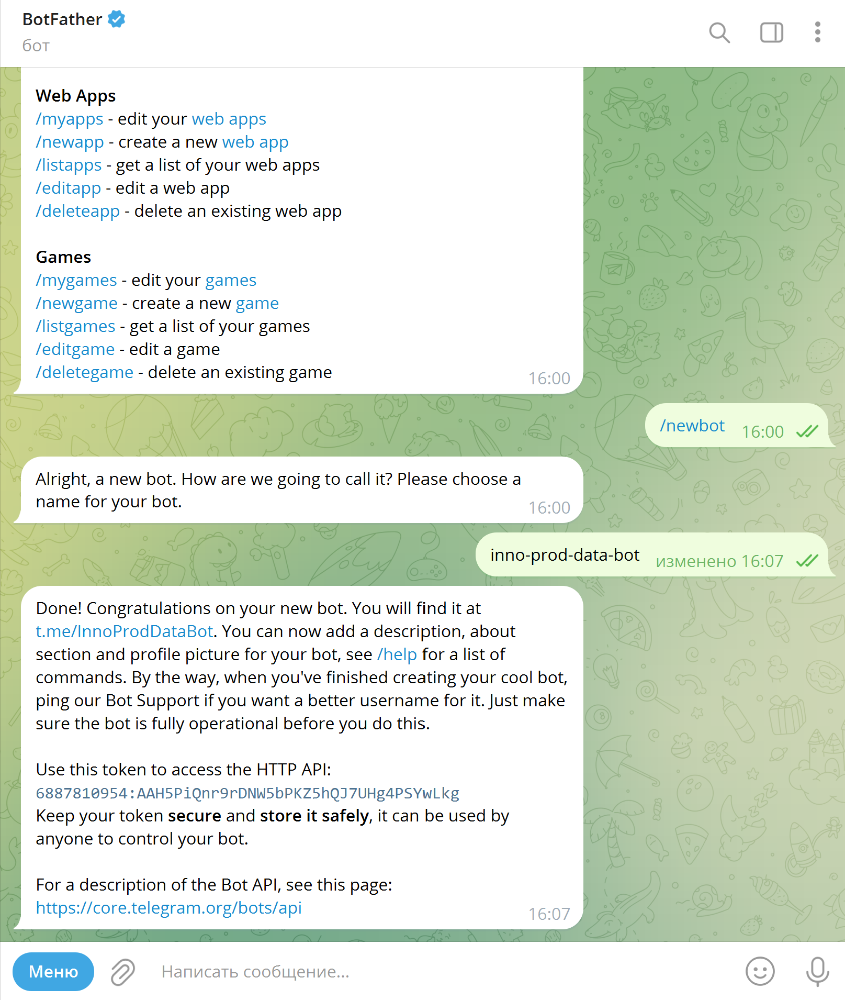 BotFather
бот
Web Apps
/myapps - edit your web apps
/newapp - create a new web app
/listapps - get a list of your web apps
/editapp - edit a web app
/deleteapp - delete an existing web app
Games
/mygames - edit your games
/newgame - create a new game
/listgames - get a list of your games
/editgame - edit a game
/deletegame - delete an existing game
16:00
/newbot 16:00
Alright, a new bot. How are we going to call it? Please choose a
name for your bot.
16:00
inno-prod-data-bot изменено 16:07
Done! Congratulations on your new bot. You will find it at
t.me/InnoProdDataBot. You can now add a description, about
section and profile picture for your bot, see /help for a list of
commands. By the way, when you've finished creating your cool bot,
ping our Bot Support if you want a better username for it. Just make
sure the bot is fully operational before you do this.
Use this token to access the HTTP API:
6887810954:AAH5PiQnr9rDNW5bPKZ5hQJ7UHg4PSYwLkg
Keep your token secure and store it safely, it can be used by
anyone to control your bot.
For a description of the Bot API, see this page:
https://core.telegram.org/bots/api
16:07
Меню
Написать сообщение...